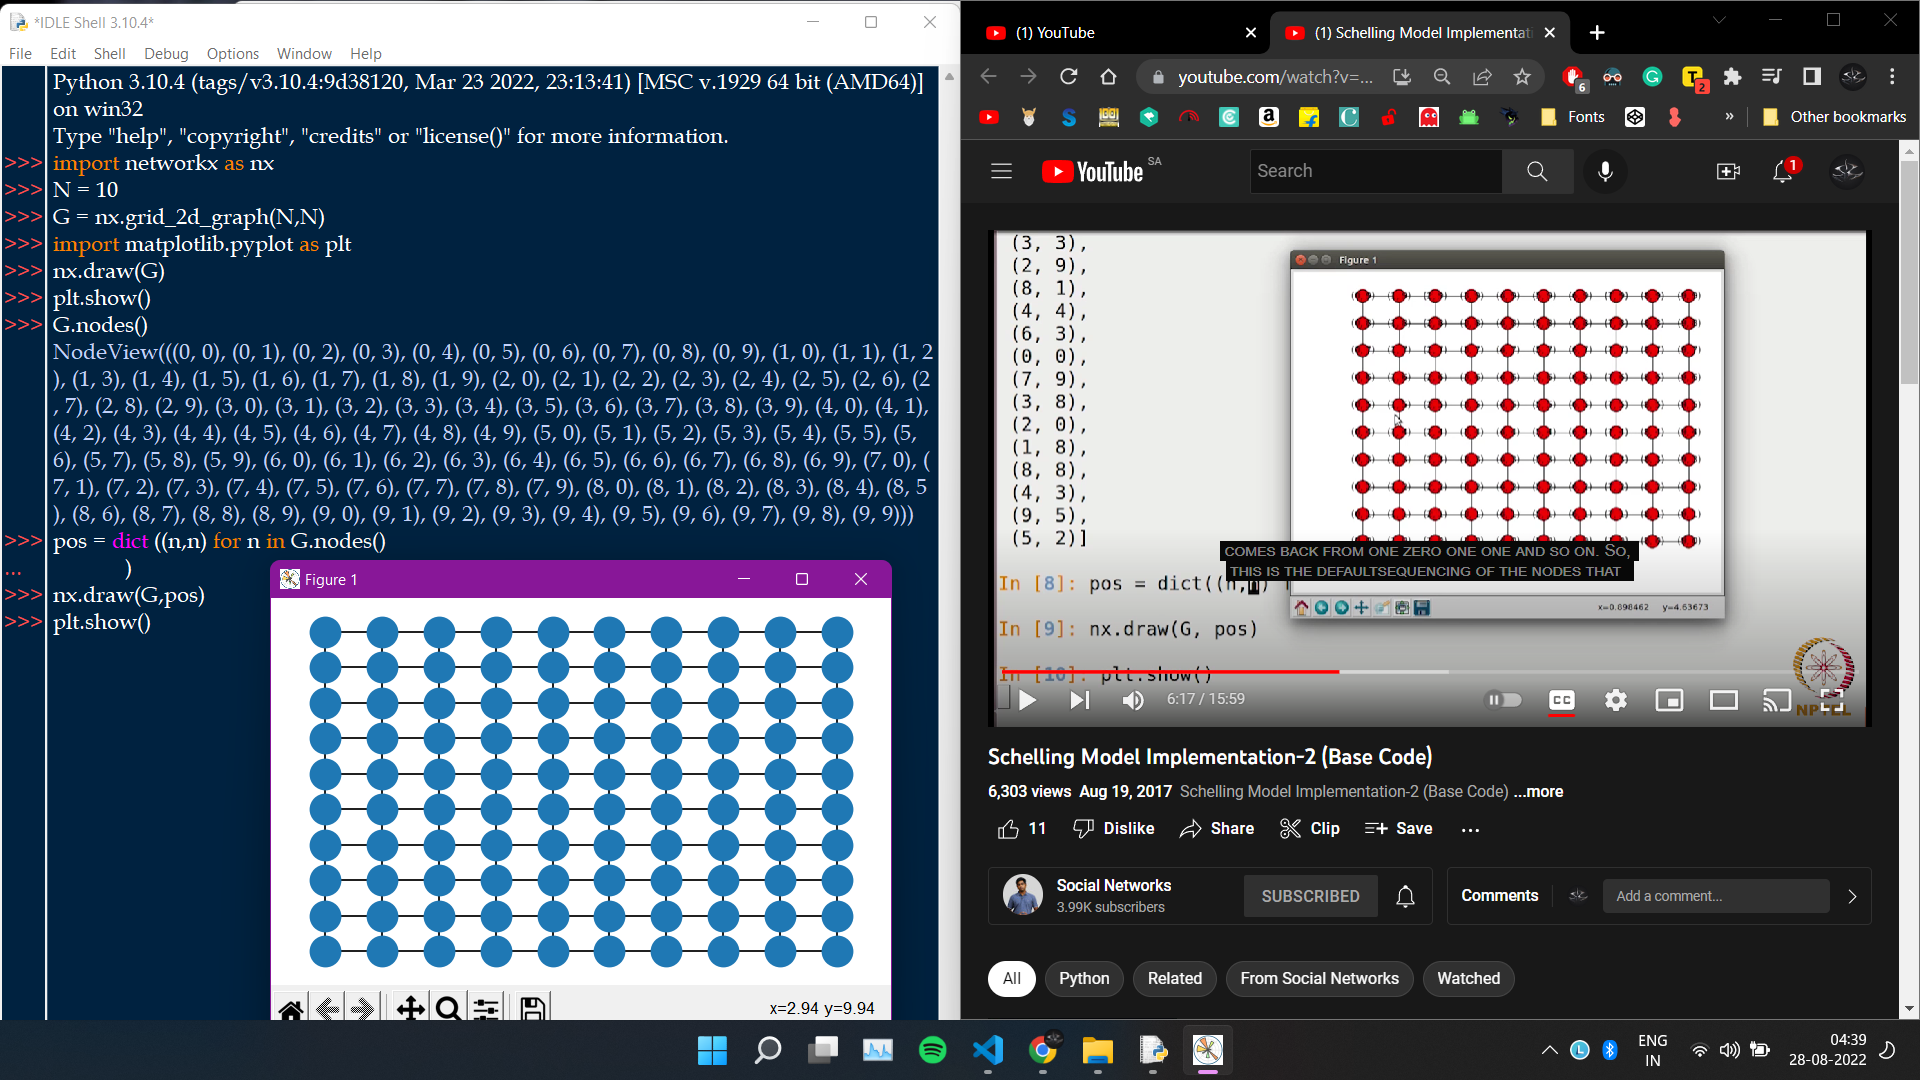 *IDLE Shell 3.10.4*
File Edit Shell Debug Options Window Help
Python 3.10.4 (tags/v3.10.4:9d38120, Mar 23 2022, 23:13:41) [MSC v.1929 64 bit (AMD64)]
on win32
Type "help", "copyright", "credits" or "license()" for more information.
>>> import networkx as nx
>>> N = 10
>>> G = nx.grid_2d_graph(N,N)
>>> import matplotlib.pyplot as plt
>>> nx.draw(G)
>>> plt.show()
>>> G.nodes()
NodeView(((0, 0), (0, 1), (0, 2), (0, 3), (0, 4), (0, 5), (0, 6), (0, 7), (0, 8), (0, 9), (1, 0), (1, 1), (1, 2
), (1, 3), (1, 4), (1, 5), (1, 6), (1, 7), (1, 8), (1, 9), (2, 0), (2, 1), (2, 2), (2, 3), (2, 4), (2, 5), (2, 6), (2
, 7), (2, 8), (2, 9), (3, 0), (3, 1), (3, 2), (3, 3), (3, 4), (3, 5), (3, 6), (3, 7), (3, 8), (3, 9), (4, 0), (4, 1),
(4, 2), (4, 3), (4, 4), (4, 5), (4, 6), (4, 7), (4, 8), (4, 9), (5, 0), (5, 1), (5, 2), (5, 3), (5, 4), (5, 5), (5,
6), (5, 7), (5, 8), (5, 9), (6, 0), (6, 1), (6, 2), (6, 3), (6, 4), (6, 5), (6, 6), (6, 7), (6, 8), (6, 9), (7, 0), (
7, 1), (7, 2), (7, 3), (7, 4), (7, 5), (7, 6), (7, 7), (7, 8), (7, 9), (8, 0), (8, 1), (8, 2), (8, 3), (8, 4), (8, 5
), (8, 6), (8, 7), (8, 8), (8, 9), (9, 0), (9, 1), (9, 2), (9, 3), (9, 4), (9, 5), (9, 6), (9, 7), (9, 8), (9, 9)))
>>> pos = dict ((n,n) for n in G.nodes()
... )
>>> nx.draw(G,pos)
>>> plt.show()
Figure 1
x=2.94 y=9.94
(1) YouTube
(1) Schelling Model Implementati
youtube.com/watch?v=...
6
2
Fonts
» Other bookmarks
YouTube SA
Search
1
(3, 3),
(2, 9),
(8, 1),
(4, 4),
(6, 3),
(0, 0),
(7, 9),
(3, 8),
(2, 0),
(1, 8),
(8, 8),
(4, 3),
(9, 5),
(5, 2)]
Figure 1
COMES BACK FROM ONE ZERO ONE ONE AND SO ON. SO,
THIS IS THE DEFAULTSEQUENCING OF THE NODES THAT
In [8]: pos = dict((n,n)
x=0.898462 y=4.63673
In [9]: nx.draw(G, pos)
In [10]: plt.show()
6:17 / 15:59
CC
NPTEL
Schelling Model Implementation-2 (Base Code)
6,303 views Aug 19, 2017 Schelling Model Implementation-2 (Base Code) ...more
11 Dislike Share Clip Save ...
Social Networks
3.99K subscribers
SUBSCRIBED
Comments
Add a comment...
All Python Related From Social Networks Watched
ENG
IN
04:39
28-08-2022